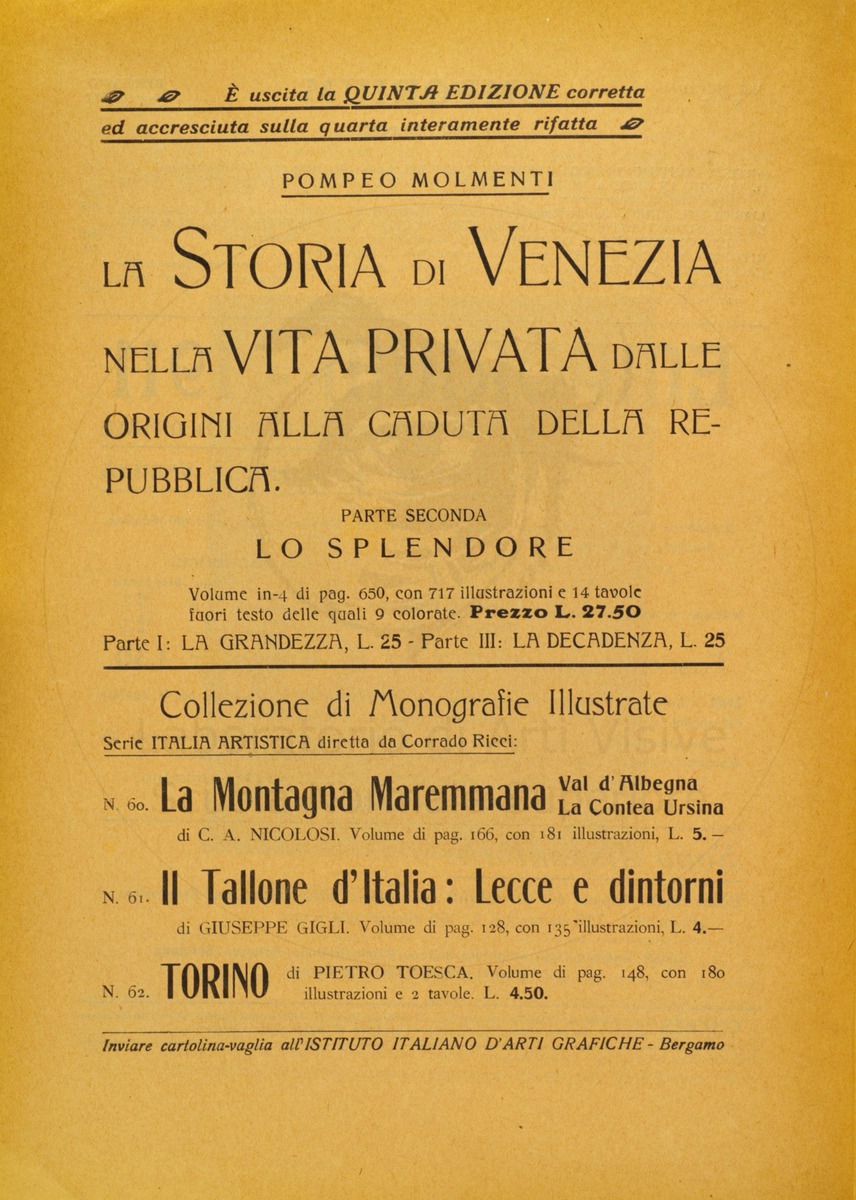 È uscita la QUINTA EDIZIONE corretta
ed accresciuta sulla quarta interamente rifatta
POMPEO MOLMENTI
LA STORIA DI VENEZIA
NELLA VITA PRIVATA DALLE
ORIGINI ALLA CADUTA DELLA RE-
PUBBLICA.
PARTE SECONDA
LO SPLENDORE
Volume in-4 di pag. 650, con 717 illustrazioni e 14 tavole
fuori testo delle quali 9 colorate. Prezzo L. 27.50
Parte I: LA GRANDEZZA, L. 25 - Parte III: LA DECADENZA, L. 25
Collezione di Monografie Illustrate
Serie ITALIA ARTISTICA diretta da Corrado Ricci:
N. 60. La Montagna Maremmana Val d'Albegna
La Contea Ursina
di C. A. NICOLOSI. Volume di pag. 166, con 181 illustrazioni, L. 5. —
N. 61. Il Tallone d'Italia: Lecce e dintorni
di GIUSEPPE GIGLI. Volume di pag. 128, con 135 illustrazioni, L. 4.—
N. 62. TORINO di PIETRO TOESCA. Volume di pag. 148, con 180
illustrazioni e 2 tavole. L. 4.50.
Inviare cartolina-vaglia all'ISTITUTO ITALIANO D'ARTI GRAFICHE - Bergamo